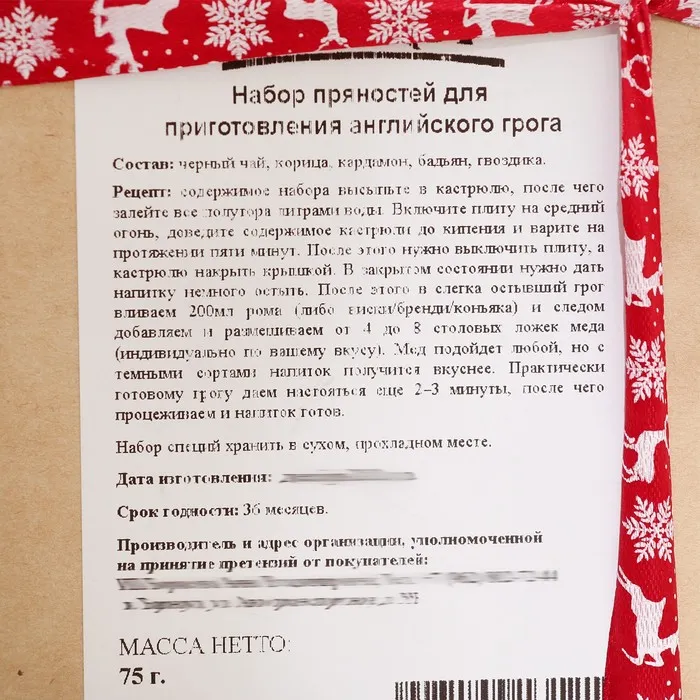 Набор пряностей для
приготовления английского грога
Состав: черный чай, корица, кардамон, бадьян, гвоздика.
Рецепт: содержимое набора высыпьте в кастрюлю, после чего
залейте все полутора литрами воды. Включите плиту на средний
огонь, доведите содержимое кастрюли до кипения и варите на
протяжении пяти минут. После этого нужно выключить плиту, а
кастрюлю накрыть крышкой. В закрытом состоянии нужно дать
напитку немного остыть. После этого в слегка остывший грог
вливаем 200мл рома (либо виски/бренди/коньяка) и следом
добавляем и размешиваем от 4 до 8 столовых ложек меда
(индивидуально по вашему вкусу). Мед подойдет любой, но с
темными сортами напиток получится вкуснее. Практически
готовому грогу даем настояться еще 2–3 минуты, после чего
процеживаем и напиток готов.
Набор специй хранить в сухом, прохладном месте.
Дата изготовления:
Срок годности: 36 месяцев.
Производитель и адрес организации, уполномоченной
на принятие претензий от покупателей:
МАССА НЕТТО:
75 г.